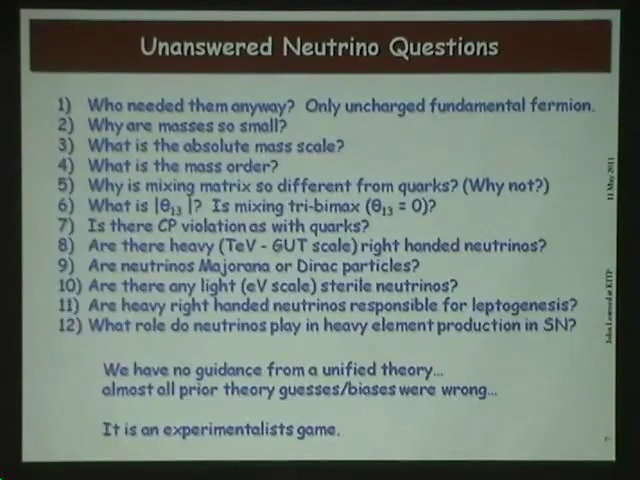 Unanswered Neutrino Questions
1) Who needed them anyway? Only uncharged fundamental fermion.
2) Why are masses so small?
3) What is the absolute mass scale?
4) What is the mass order?
5) Why is mixing matrix so different from quarks? (Why not?)
6) What is |θ13 |? Is mixing tri-bimax (θ13 = 0)?
7) Is there CP violation as with quarks?
8) Are there heavy (TeV - GUT scale) right handed neutrinos?
9) Are neutrinos Majorana or Dirac particles?
10) Are there any light (eV scale) sterile neutrinos?
11) Are heavy right handed neutrinos responsible for leptogenesis?
12) What role do neutrinos play in heavy element production in SN?
We have no guidance from a unified theory...
almost all prior theory guesses/biases were wrong...
It is an experimentalists game.
11 May 2011
John Learned at KITP